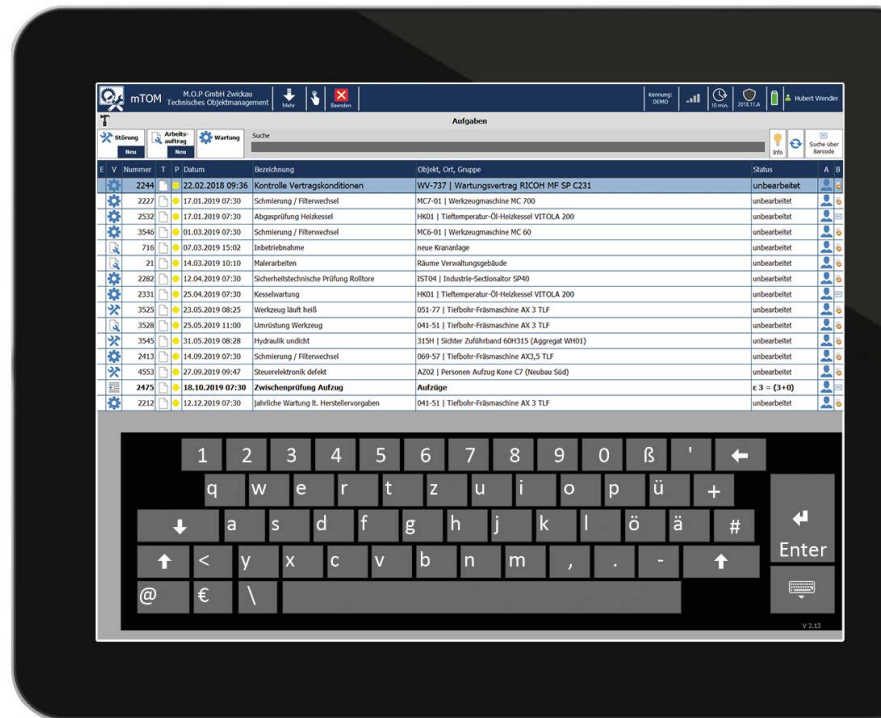 mTOM M.O.P GmbH Zwickau Technisches Objektmanagement Mehr Beenden Kennung: DEMO 10 min. 2018.11.A Hubert Wendler
Aufgaben
Störung Neu Arbeits-auftrag Neu Wartung Suche Info Suche über Barcode
E V Nummer T P Datum Bezeichnung Objekt, Ort, Gruppe Status A B
2244 22.02.2018 09:36 Kontrolle Vertragskonditionen WV-737 | Wartungsvertrag RICOH MF SP C231 unbearbeitet
2227 17.01.2019 07:30 Schmierung / Filterwechsel MC7-01 | Werkzeugmaschine MC 700 unbearbeitet
2532 17.01.2019 07:30 Abgasprüfung Heizkessel HK01 | Tieftemperatur-Öl-Heizkessel VITOLA 200 unbearbeitet
3546 01.03.2019 07:30 Schmierung / Filterwechsel MC6-01 | Werkzeugmaschine MC 60 unbearbeitet
716 07.03.2019 15:02 Inbetriebnahme neue Krananlage unbearbeitet
21 14.03.2019 10:10 Malerarbeiten Räume Verwaltungsgebäude unbearbeitet
2282 12.04.2019 07:30 Sicherheitstechnische Prüfung Rolltore IST04 | Industrie-Sectionaltor SP40 unbearbeitet
2331 25.04.2019 07:30 Kesselwartung HK01 | Tieftemperatur-Öl-Heizkessel VITOLA 200 unbearbeitet
3525 23.05.2019 08:25 Werkzeug läuft heiß 051-77 | Tiefbohr-Fräsmaschine AX 3 TLF unbearbeitet
3528 25.05.2019 11:00 Umrüstung Werkzeug 041-51 | Tiefbohr-Fräsmaschine AX 3 TLF unbearbeitet
3545 31.05.2019 08:28 Hydraulik undicht 315H | Sichter Zuführband 60H315 (Aggregat WH01) unbearbeitet
2413 14.09.2019 07:30 Schmierung / Filterwechsel 069-57 | Tiefbohr-Fräsmaschine AX3,5 TLF unbearbeitet
4553 27.09.2019 09:47 Steuerelektronik defekt AZ02 | Personen Aufzug Kone C7 (Neubau Süd) unbearbeitet
2475 18.10.2019 07:30 Zwischenprüfung Aufzug Aufzüge ε 3 = (3+0)
2212 12.12.2019 07:30 Jahrliche Wartung lt. Herstellervorgaben 041-51 | Tiefbohr-Fräsmaschine AX 3 TLF unbearbeitet
1 2 3 4 5 6 7 8 9 0 ß '
q w e r t z u i o p ü +
a s d f g h j k l ö ä #
Enter
< y x c v b n m , . -
@ € \
V 2.13